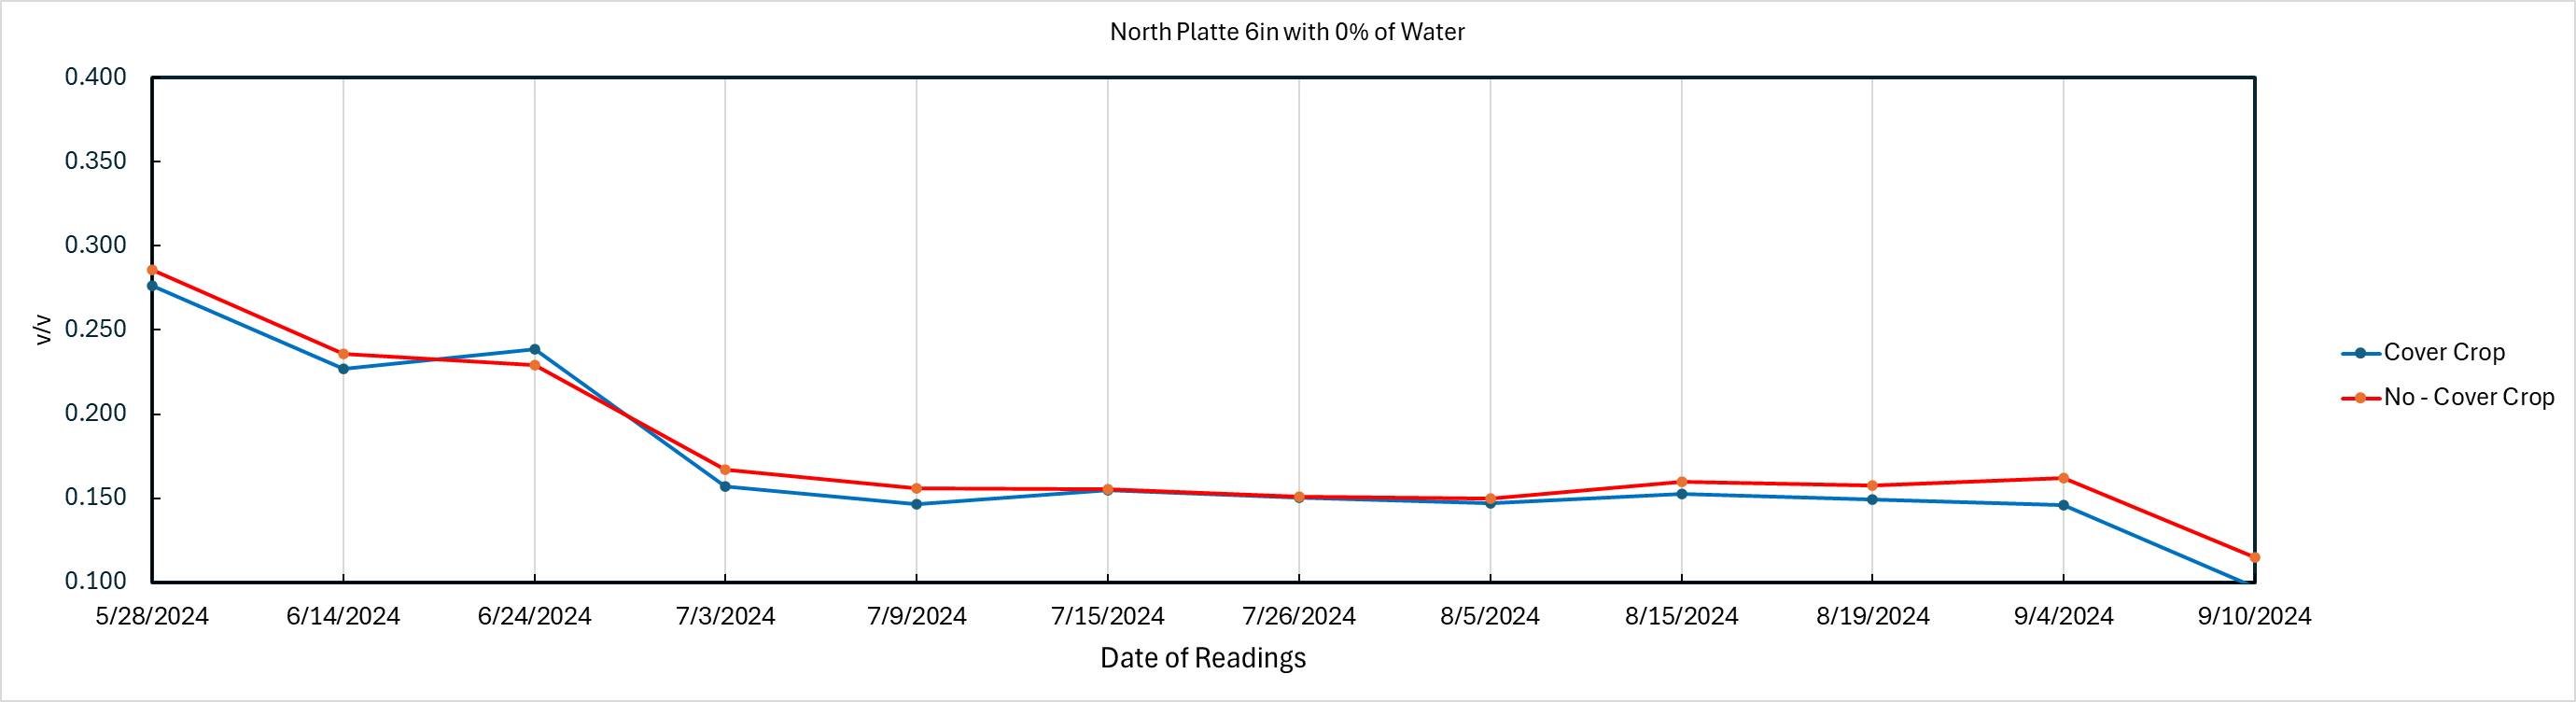 North Platte 6in with 0% of Water
0.400
0.350
0.300
0.250
0.200
0.150
0.100
v/v
5/28/2024 6/14/2024 6/24/2024 7/3/2024 7/9/2024 7/15/2024 7/26/2024 8/5/2024 8/15/2024 8/19/2024 9/4/2024 9/10/2024
Date of Readings
Cover Crop
No - Cover Crop